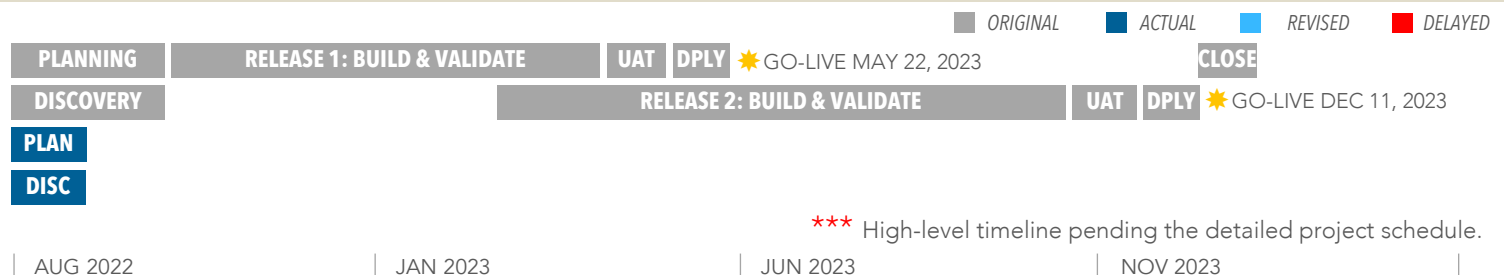 ORIGINAL ACTUAL REVISED DELAYED
PLANNING RELEASE 1: BUILD & VALIDATE UAT DPLY GO-LIVE MAY 22, 2023 CLOSE
DISCOVERY RELEASE 2: BUILD & VALIDATE UAT DPLY GO-LIVE DEC 11, 2023
PLAN
DISC
*** High-level timeline pending the detailed project schedule.
AUG 2022 JAN 2023 JUN 2023 NOV 2023